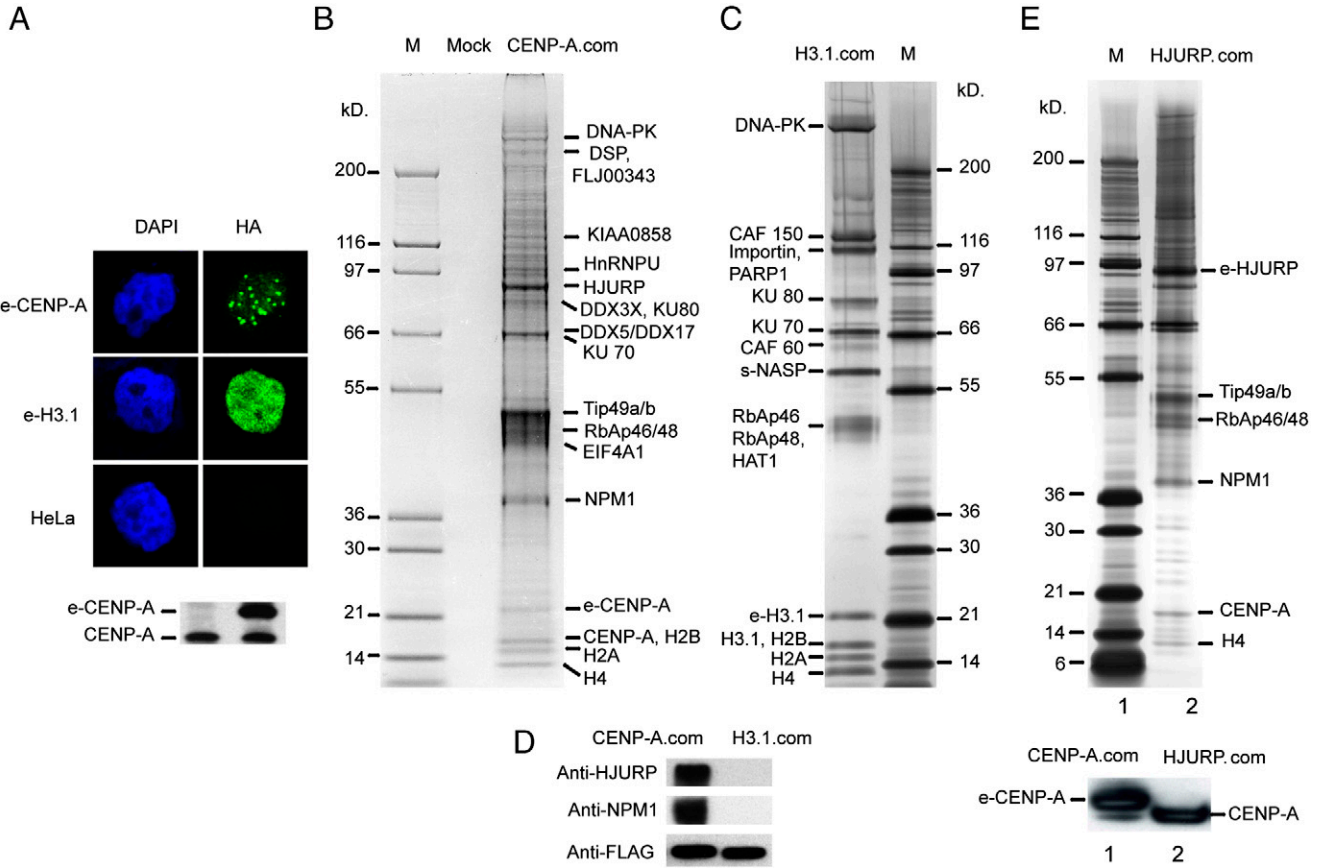 A
DAPI HA
e-CENP-A
e-H3.1
HeLa
e-CENP-A
CENP-A
B
M Mock CENP-A.com
kD.
200
116
97
66
55
36
30
21
14
DNA-PK
DSP,
FLJ00343
KIAA0858
HnRNPU
HJURP
DDX3X, KU80
DDX5/DDX17
KU 70
Tip49a/b
RbAp46/48
EIF4A1
NPM1
e-CENP-A
CENP-A, H2B
H2A
H4
C
H3.1.com M
kD.
DNA-PK
CAF 150
Importin,
PARP1
KU 80
KU 70
CAF 60
s-NASP
RbAp46
RbAp48,
HAT1
e-H3.1
H3.1, H2B
H2A
H4
200
116
97
66
55
36
30
21
14
D
CENP-A.com H3.1.com
Anti-HJURP
Anti-NPM1
Anti-FLAG
E
M HJURP.com
kD.
200
116
97
66
55
36
30
21
14
6
e-HJURP
Tip49a/b
RbAp46/48
NPM1
CENP-A
H4
1 2
CENP-A.com HJURP.com
e-CENP-A
CENP-A
1 2